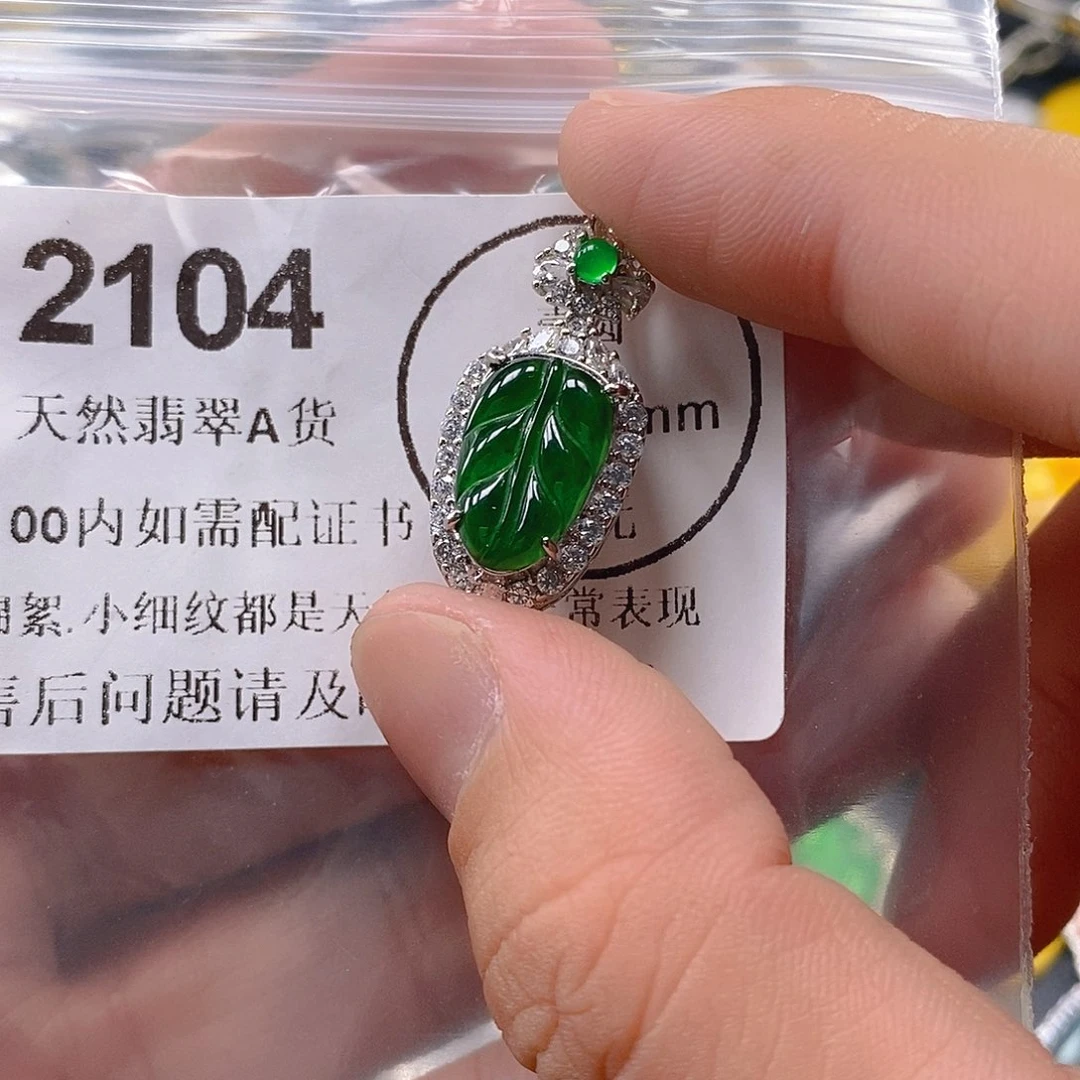 2104
天然翡翠A货
mm
00内如需配证书
絮.小细纹都是天
常表现
售后问题请及